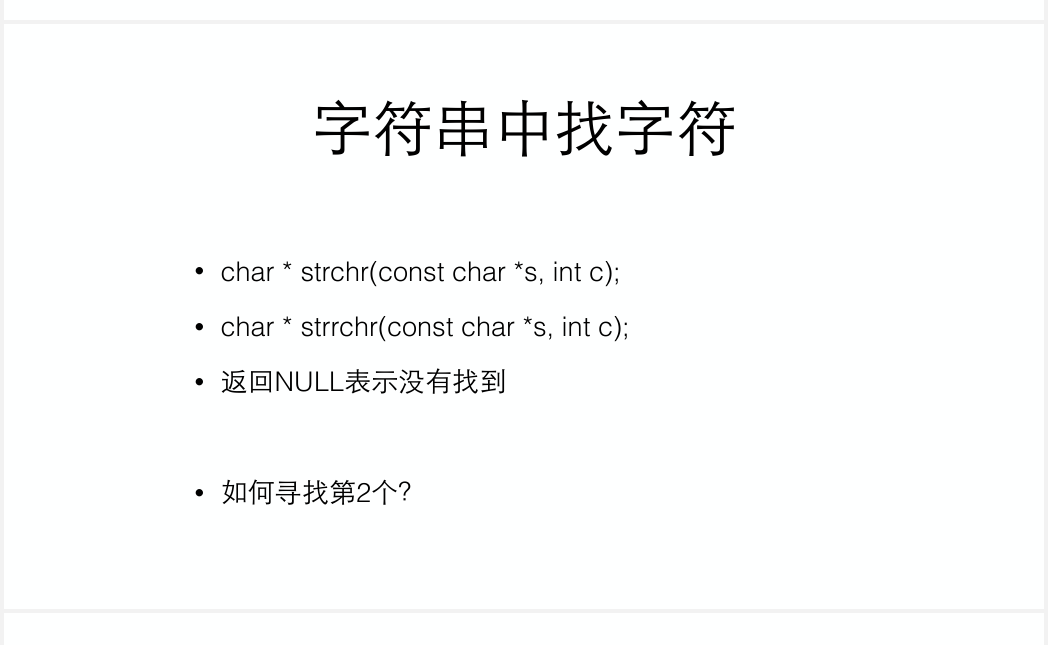 字符串中找字符
• char * strchr(const char *s, int c);
• char * strrchr(const char *s, int c);
• 返回NULL表示没有找到
• 如何寻找第2个?